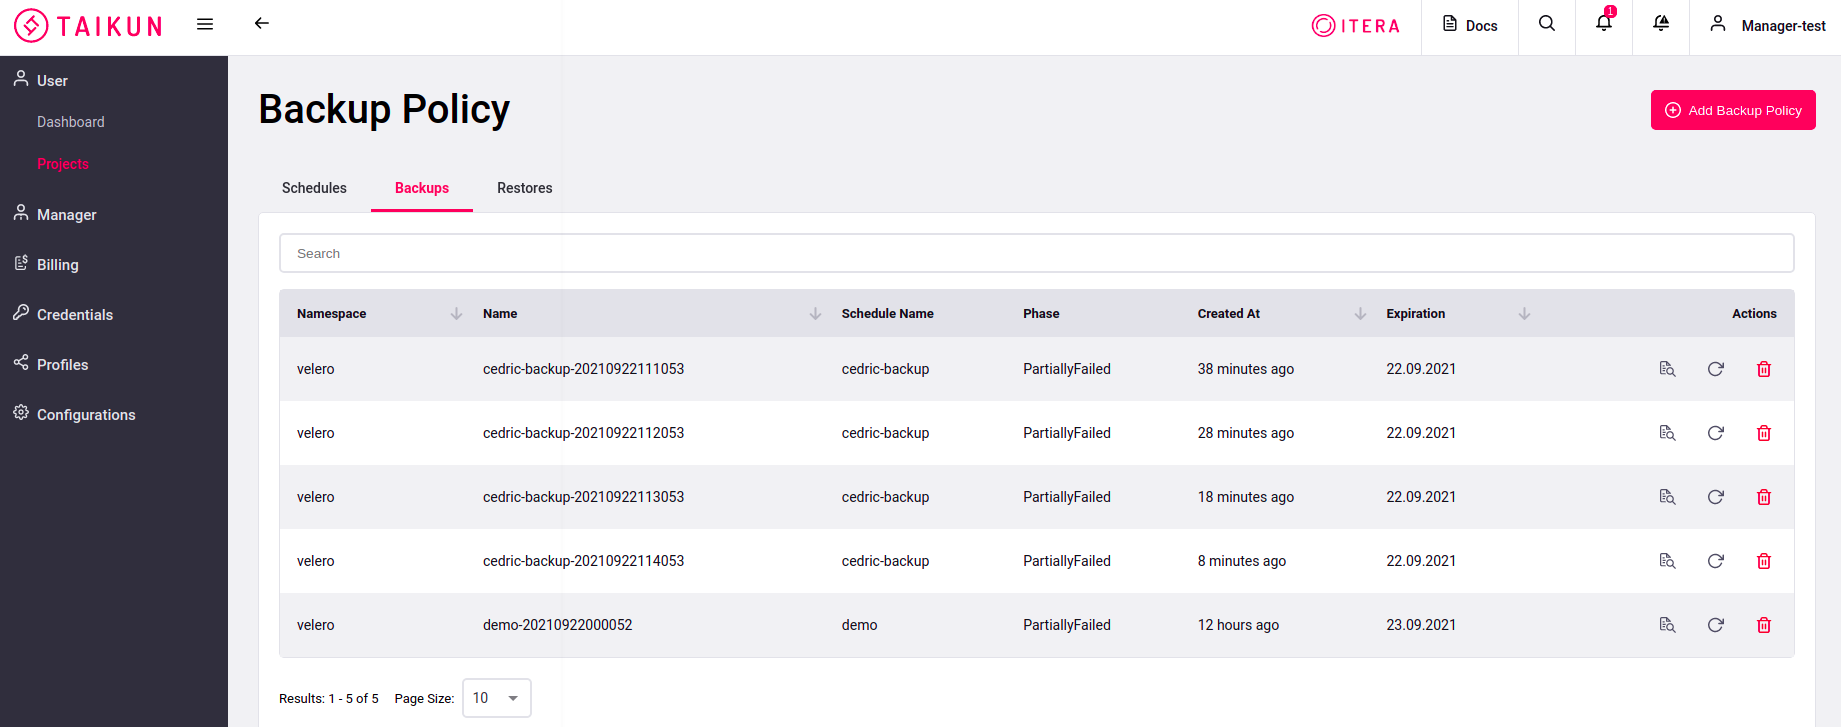 TAIKUN
ITERA
Docs
1
Manager-test
User
Dashboard
Projects
Manager
Billing
Credentials
Profiles
Configurations
Backup Policy
Add Backup Policy
Schedules Backups Restores
Search
Namespace Name Schedule Name Phase Created At Expiration Actions
velero cedric-backup-20210922111053 cedric-backup PartiallyFailed 38 minutes ago 22.09.2021
velero cedric-backup-20210922112053 cedric-backup PartiallyFailed 28 minutes ago 22.09.2021
velero cedric-backup-20210922113053 cedric-backup PartiallyFailed 18 minutes ago 22.09.2021
velero cedric-backup-20210922114053 cedric-backup PartiallyFailed 8 minutes ago 22.09.2021
velero demo-20210922000052 demo PartiallyFailed 12 hours ago 23.09.2021
Results: 1 - 5 of 5 Page Size: 10